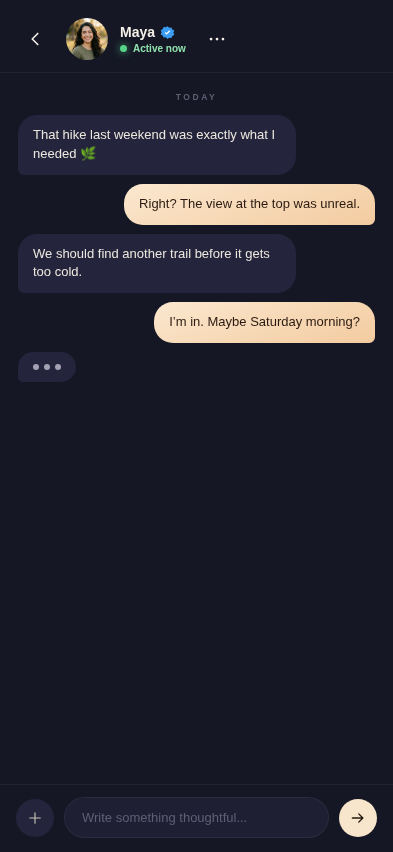 Maya
Active now
TODAY
That hike last weekend was exactly what I
needed 🌿
Right? The view at the top was unreal.
We should find another trail before it gets
too cold.
I'm in. Maybe Saturday morning?
Write something thoughtful...